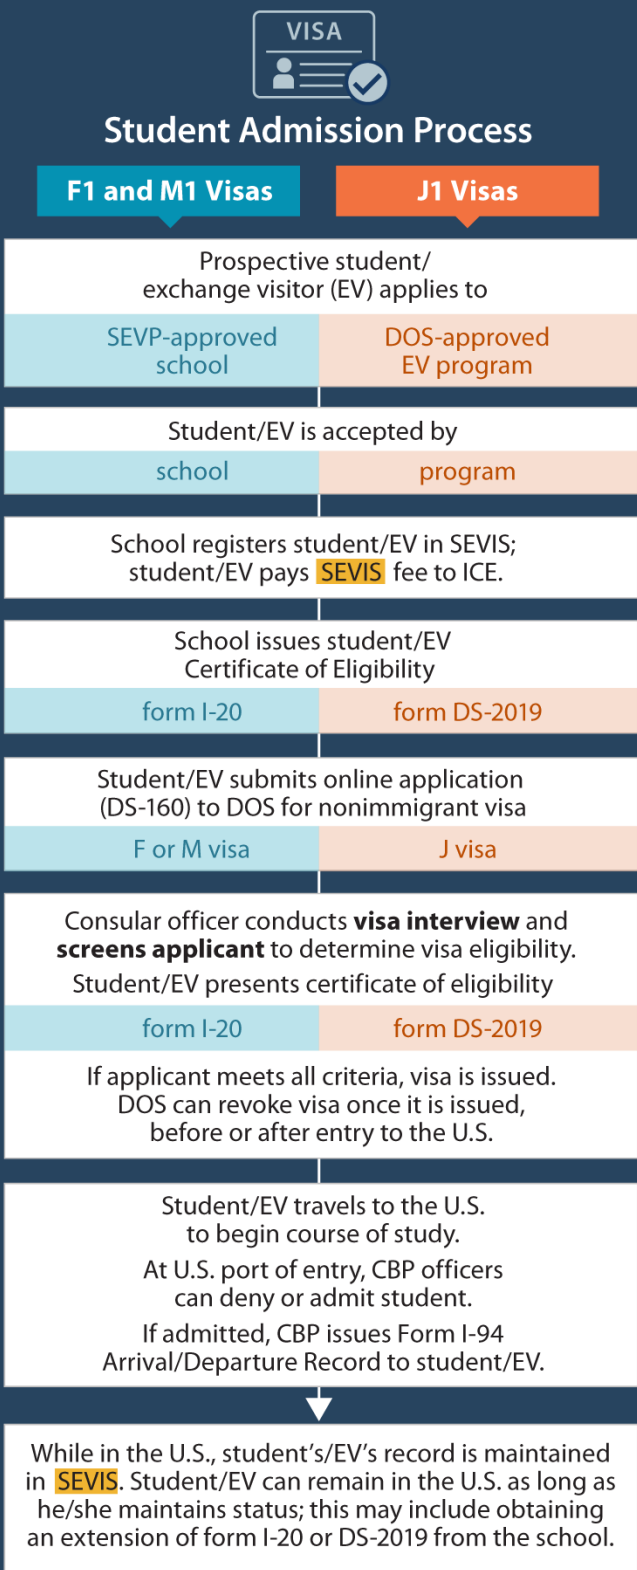 VISA
Student Admission Process
F1 and M1 Visas
J1 Visas
Prospective student/
exchange visitor (EV) applies to
SEVP-approved
school
DOS-approved
EV program
Student/EV is accepted by
school
program
School registers student/EV in SEVIS;
student/EV pays SEVIS fee to ICE.
School issues student/EV
Certificate of Eligibility
form I-20
form DS-2019
Student/EV submits online application
(DS-160) to DOS for nonimmigrant visa
F or M visa
J visa
Consular officer conducts visa interview and
screens applicant to determine visa eligibility.
Student/EV presents certificate of eligibility
form I-20
form DS-2019
If applicant meets all criteria, visa is issued.
DOS can revoke visa once it is issued,
before or after entry to the U.S.
Student/EV travels to the U.S.
to begin course of study.
At U.S. port of entry, CBP officers
can deny or admit student.
If admitted, CBP issues Form I-94
Arrival/Departure Record to student/EV.
While in the U.S., student's/EV's record is maintained
in SEVIS. Student/EV can remain in the U.S. as long as
he/she maintains status; this may include obtaining
an extension of form I-20 or DS-2019 from the school.